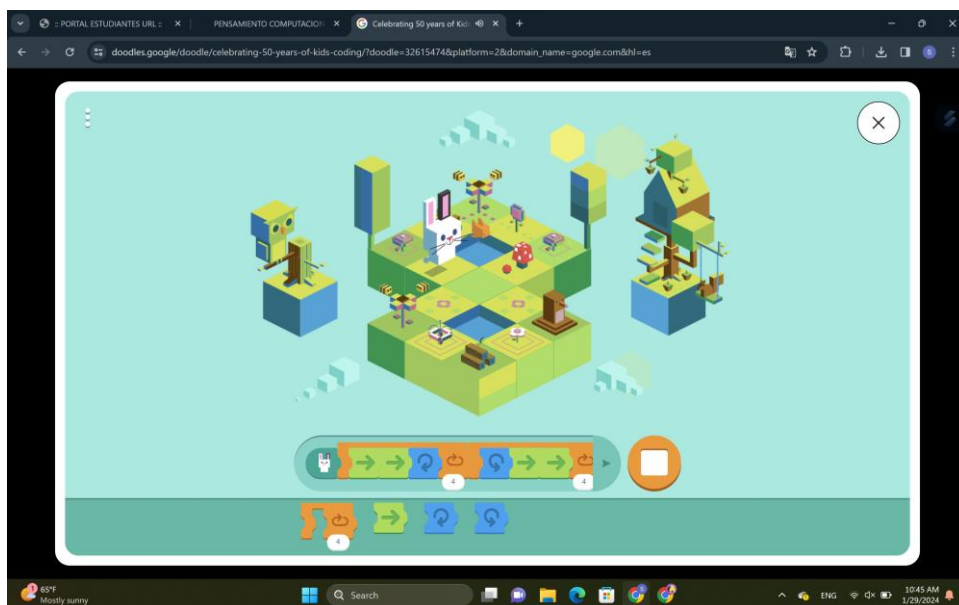 :: PORTAL ESTUDIANTES URL ::
PENSAMIENTO COMPUTACION
Celebrating 50 years of Kids
doodles.google/doodle/celebrating-50-years-of-kids-coding/?doodle=32615474&platform=2&domain_name=google.com&hl=es
S
4
4
4
1
65°F
Mostly sunny
Search
ENG
10:45 AM
1/29/2024